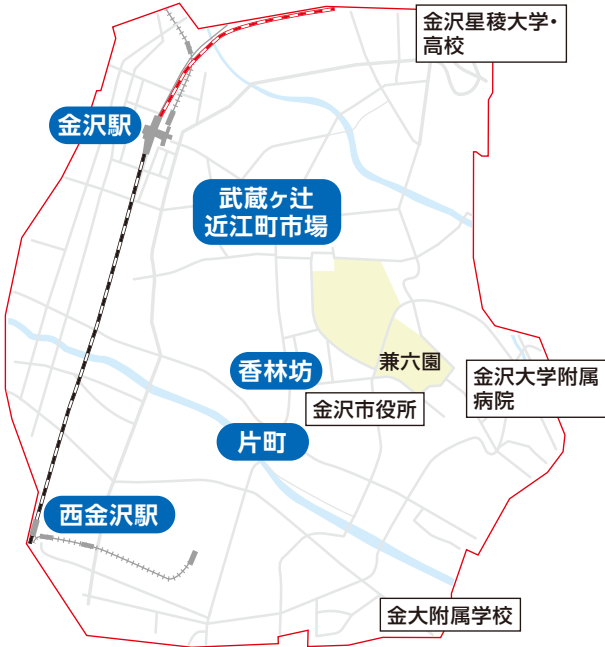 金沢星稜大学・
高校
金沢駅
武蔵ヶ辻
近江町市場
兼六園
香林坊
金沢大学附属
病院
金沢市役所
片町
西金沢駅
金大附属学校